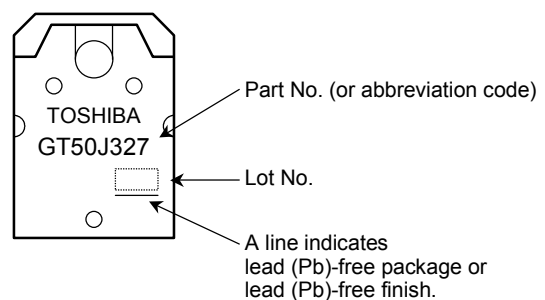 TOSHIBA
GT50J327
Part No. (or abbreviation code)
Lot No.
A line indicates
lead (Pb)-free package or
lead (Pb)-free finish.